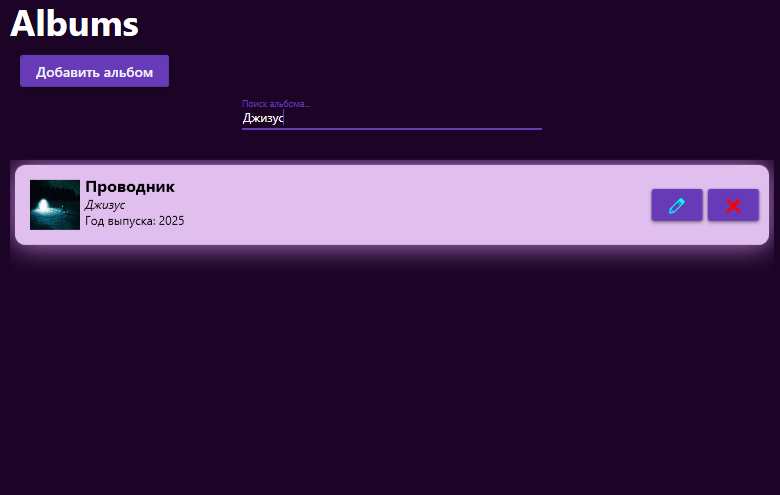 Albums
Добавить альбом
Поиск альбома...
Джизус
Проводник
Джизус
Год выпуска: 2025